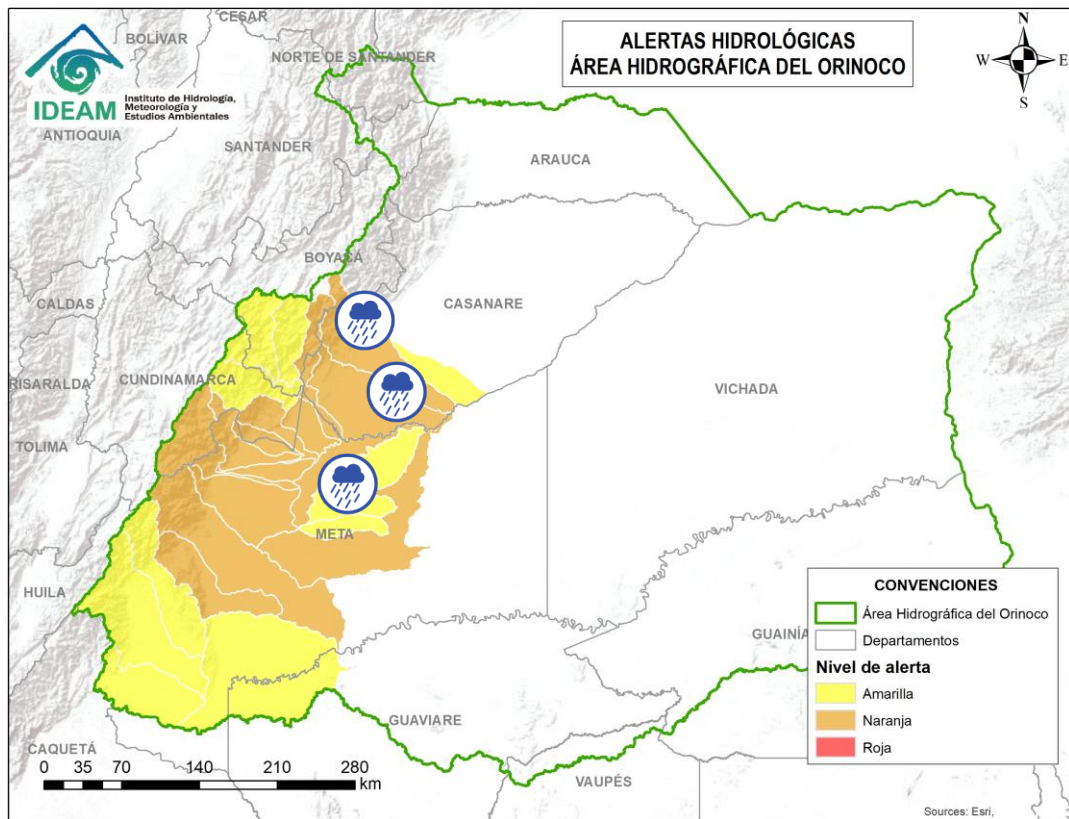 ALERTAS HIDROLÓGICAS
ÁREA HIDROGRÁFICA DEL ORINOCO
N
W
E
S
IDEAM
Instituto de Hidrología,
Meteorología y
Estudios Ambientales
CESAR
BOLÍVAR
NORTE DE SANTANDER
ANTIOQUIA
SANTANDER
ARAUCA
BOYACÁ
CALDAS
CASANARE
RISARALDA
CUNDINAMARCA
VICHADA
TOLIMA
META
HUILA
GUAINÍA
GUAVIARE
CAQUETÁ
VAUPÉS
CONVENCIONES
Área Hidrográfica del Orinoco
Departamentos
Nivel de alerta
Amarilla
Naranja
Roja
0 35 70 140 210 280
km
Sources: Esri,